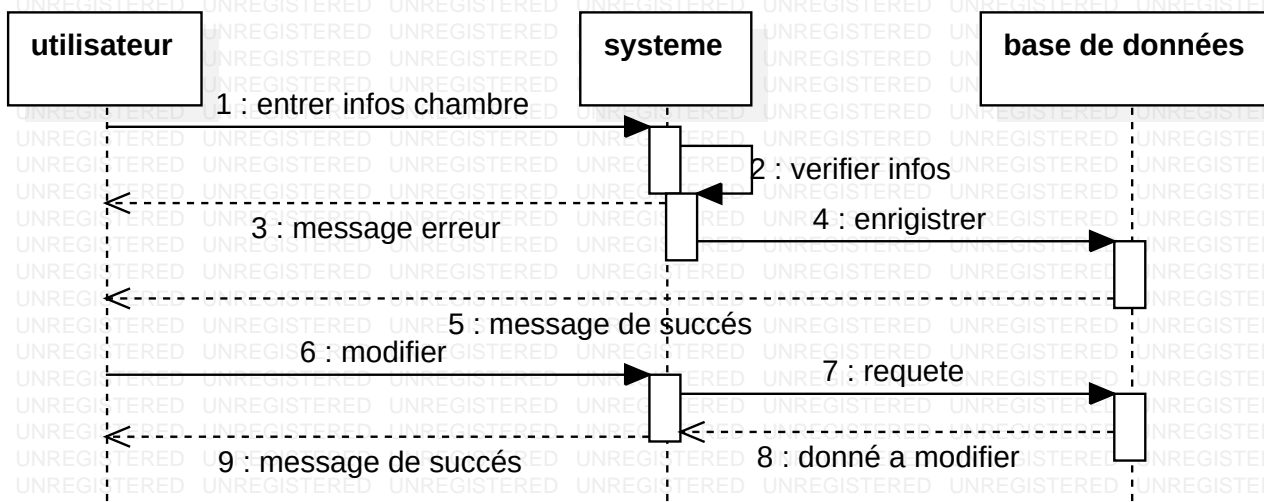 utilisateur
systeme
base de données
1 : entrer infos chambre
2 : verifier infos
3 : message erreur
4 : enrigistrer
5 : message de succés
6 : modifier
7 : requete
8 : donné a modifier
9 : message de succés
UNREGISTERED